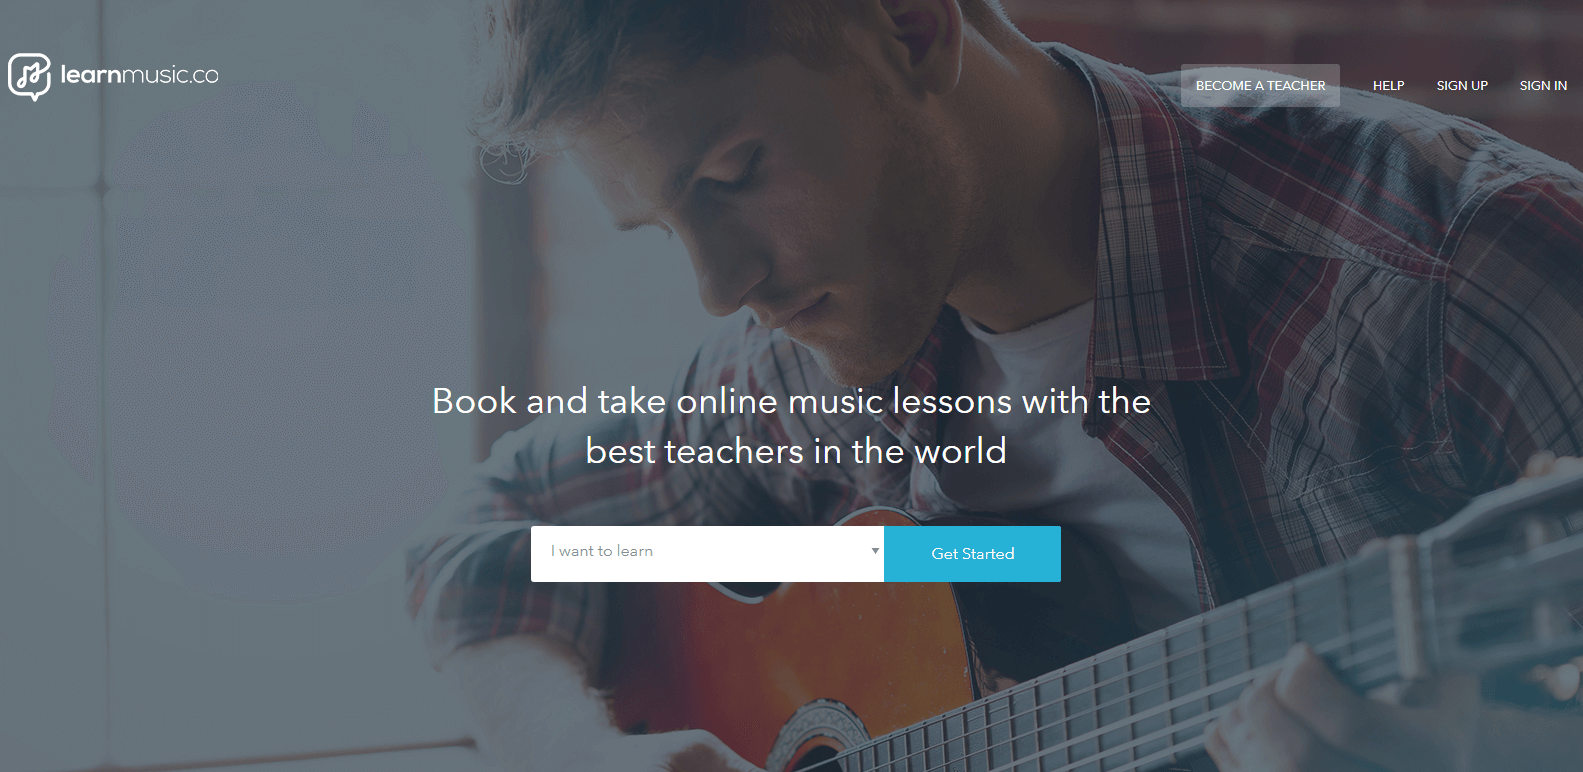 learnmusic.co
BECOME A TEACHER
HELP
SIGN UP
SIGN IN
Book and take online music lessons with the
best teachers in the world
I want to learn
Get Started